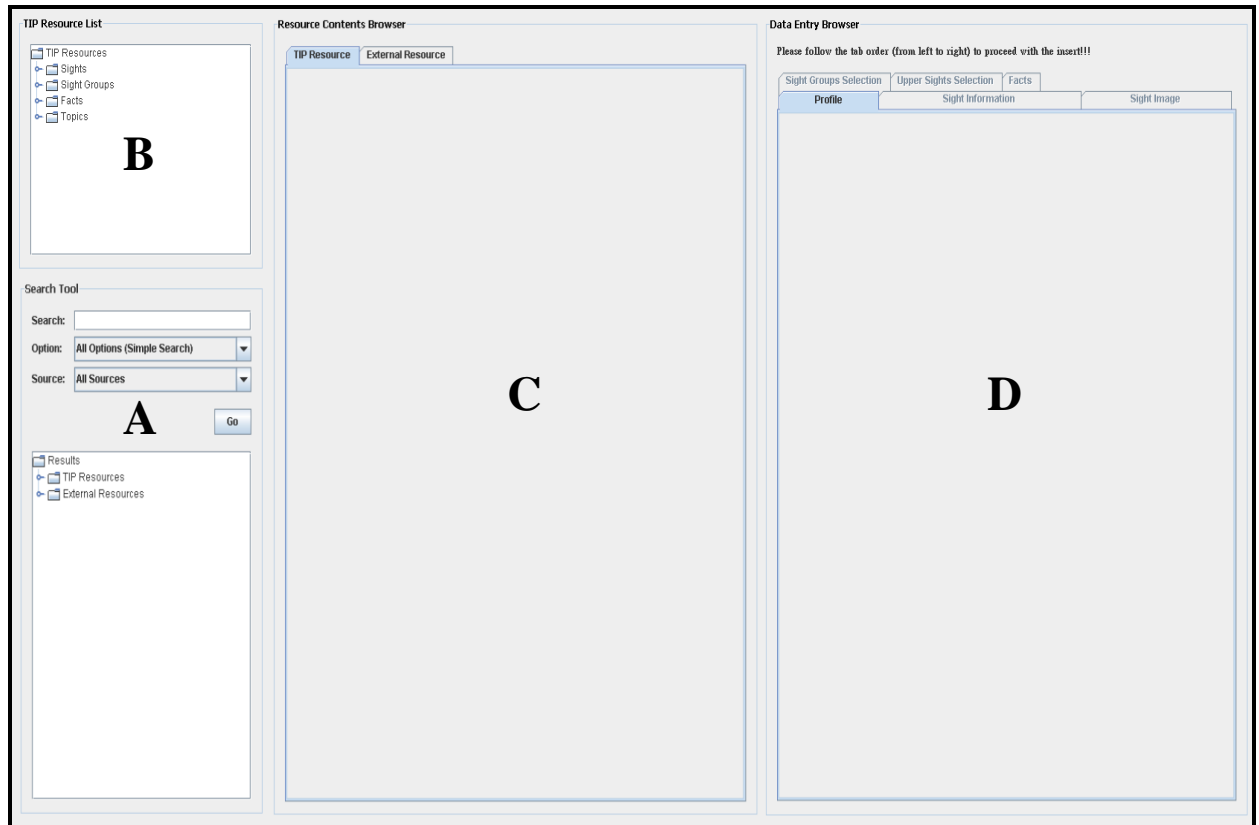 TIP Resource List
TIP Resources
Sights
Sight Groups
Facts
Topics
B
Search Tool
Search:
Option: All Options (Simple Search)
Source: All Sources
A
Go
Results
TIP Resources
External Resources
Resource Contents Browser
TIP Resource External Resource
C
Data Entry Browser
Please follow the tab order (from left to right) to proceed with the insert!!!
Sight Groups Selection Upper Sights Selection Facts
Profile Sight Information Sight Image
D